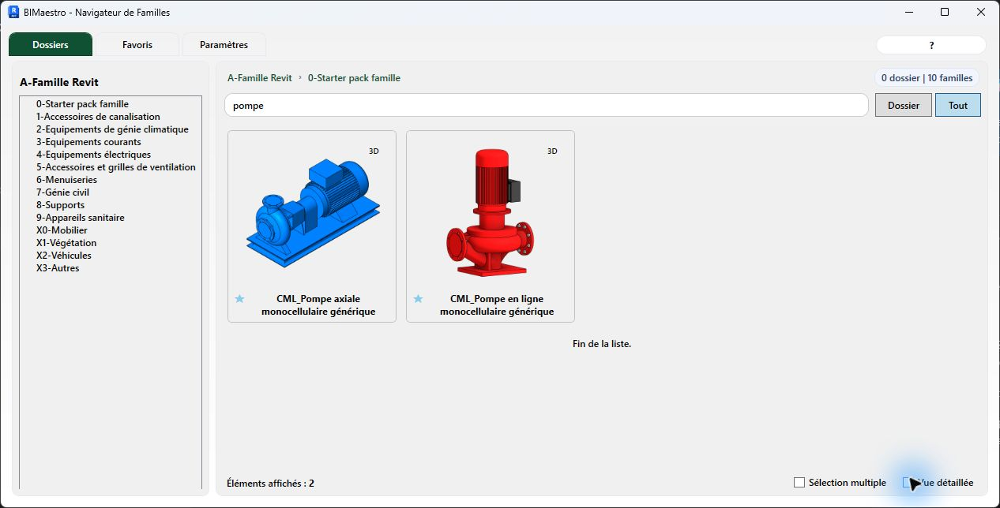 BIMaestro - Navigateur de Familles
Dossiers
Favoris
Paramètres
?
A-Famille Revit
0-Starter pack famille
1-Accessoires de canalisation
2-Equipements de génie climatique
3-Equipements courants
4-Equipements électriques
5-Accessoires et grilles de ventilation
6-Menuiseries
7-Génie civil
8-Supports
9-Appareils sanitaire
X0-Mobilier
X1-Végétation
X2-Véhicules
X3-Autres
A-Famille Revit › 0-Starter pack famille
0 dossier | 10 familles
pompe
Dossier
Tout
3D
CML_Pompe axiale
monocellulaire générique
3D
CML_Pompe en ligne
monocellulaire générique
Fin de la liste.
Éléments affichés : 2
Sélection multiple
Vue détaillée